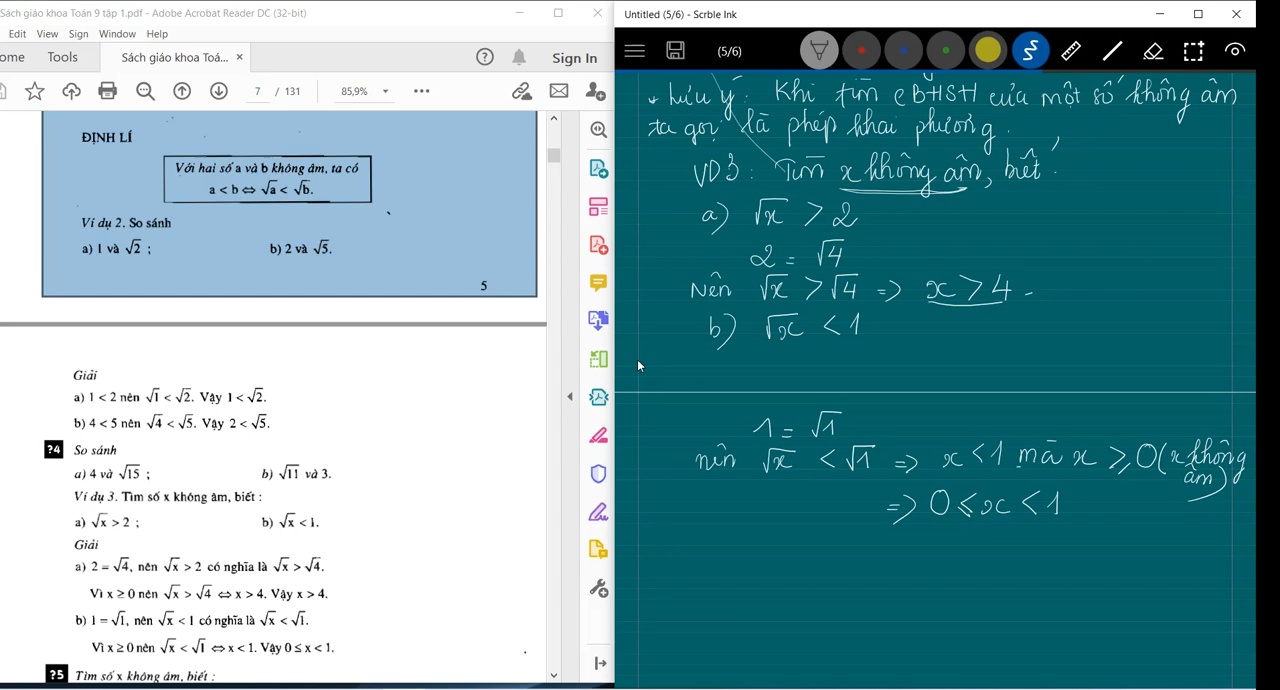 Sách giáo khoa Toán 9 tập 1.pdf - Adobe Acrobat Reader DC (32-bit)
Edit View Sign Window Help
ome Tools Sách giáo khoa Toá... × Sign In
7 / 131 85,9%
ĐỊNH LÍ
Với hai số a và b không âm, ta có
a < b ⇔ √a < √b.
Ví dụ 2. So sánh
a) 1 và √2 ; b) 2 và √5.
5
Giải
a) 1 < 2 nên √1 < √2. Vậy 1 < √2.
b) 4 < 5 nên √4 < √5. Vậy 2 < √5.
?4 So sánh
a) 4 và √15 ; b) √11 và 3.
Ví dụ 3. Tìm số x không âm, biết :
a) √x > 2 ; b) √x < 1.
Giải
a) 2 = √4, nên √x > 2 có nghĩa là √x > √4.
Vì x ≥ 0 nên √x > √4 ⇔ x > 4. Vậy x > 4.
b) 1 = √1, nên √x < 1 có nghĩa là √x < √1.
Vì x ≥ 0 nên √x < √1 ⇔ x < 1. Vậy 0 ≤ x < 1.
?5 Tìm số x không âm, biết :
Untitled (5/6) - Scrble Ink
(5/6)
Lưu ý: Khi tìm CBHSH của một số không âm
ta gọi là phép khai phương.
VD3: Tìm x không âm, biết:
a) √x > 2
2 = √4
Nên √x > √4 => x > 4.
b) √x < 1
1 = √1
nên √x < √1 => x < 1 mà x ≥ 0 (x không
âm)
=> 0 ≤ x < 1